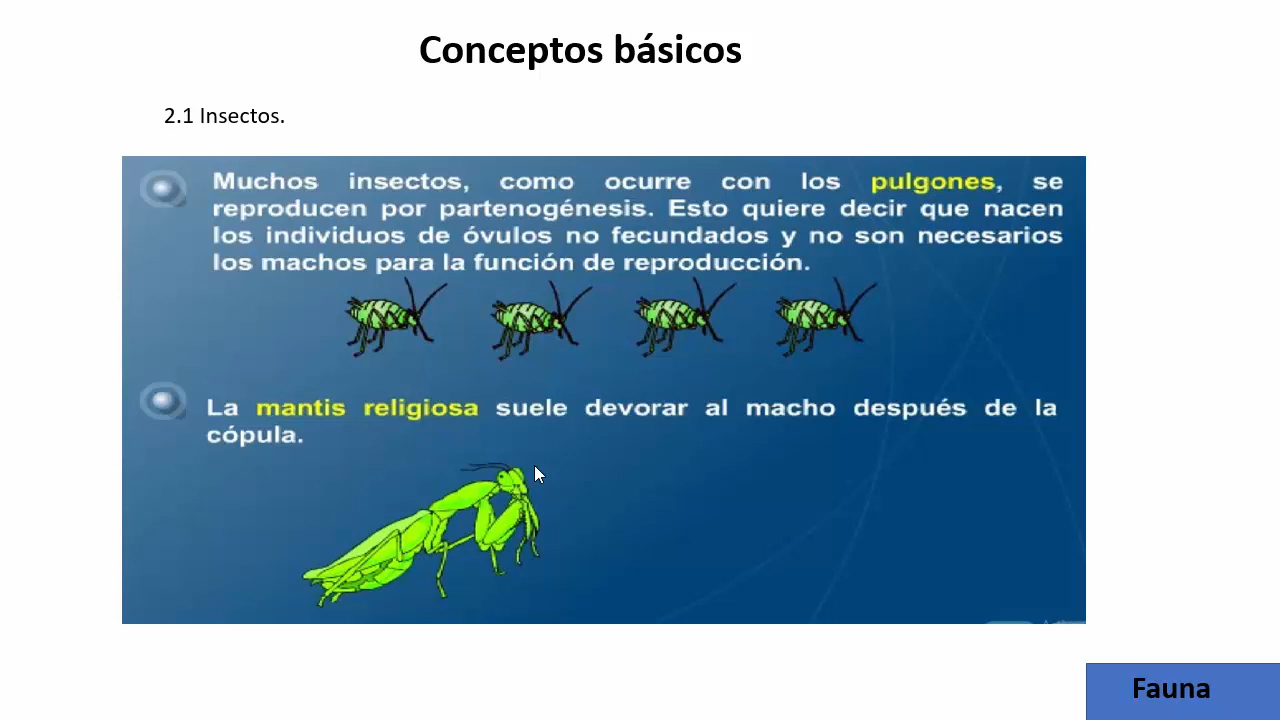 Conceptos básicos
2.1 Insectos.
Muchos insectos, como ocurre con los pulgones, se
reproducen por partenogénesis. Esto quiere decir que nacen
los individuos de óvulos no fecundados y no son necesarios
los machos para la función de reproducción.
La mantis religiosa suele devorar al macho después de la
cópula.
Fauna